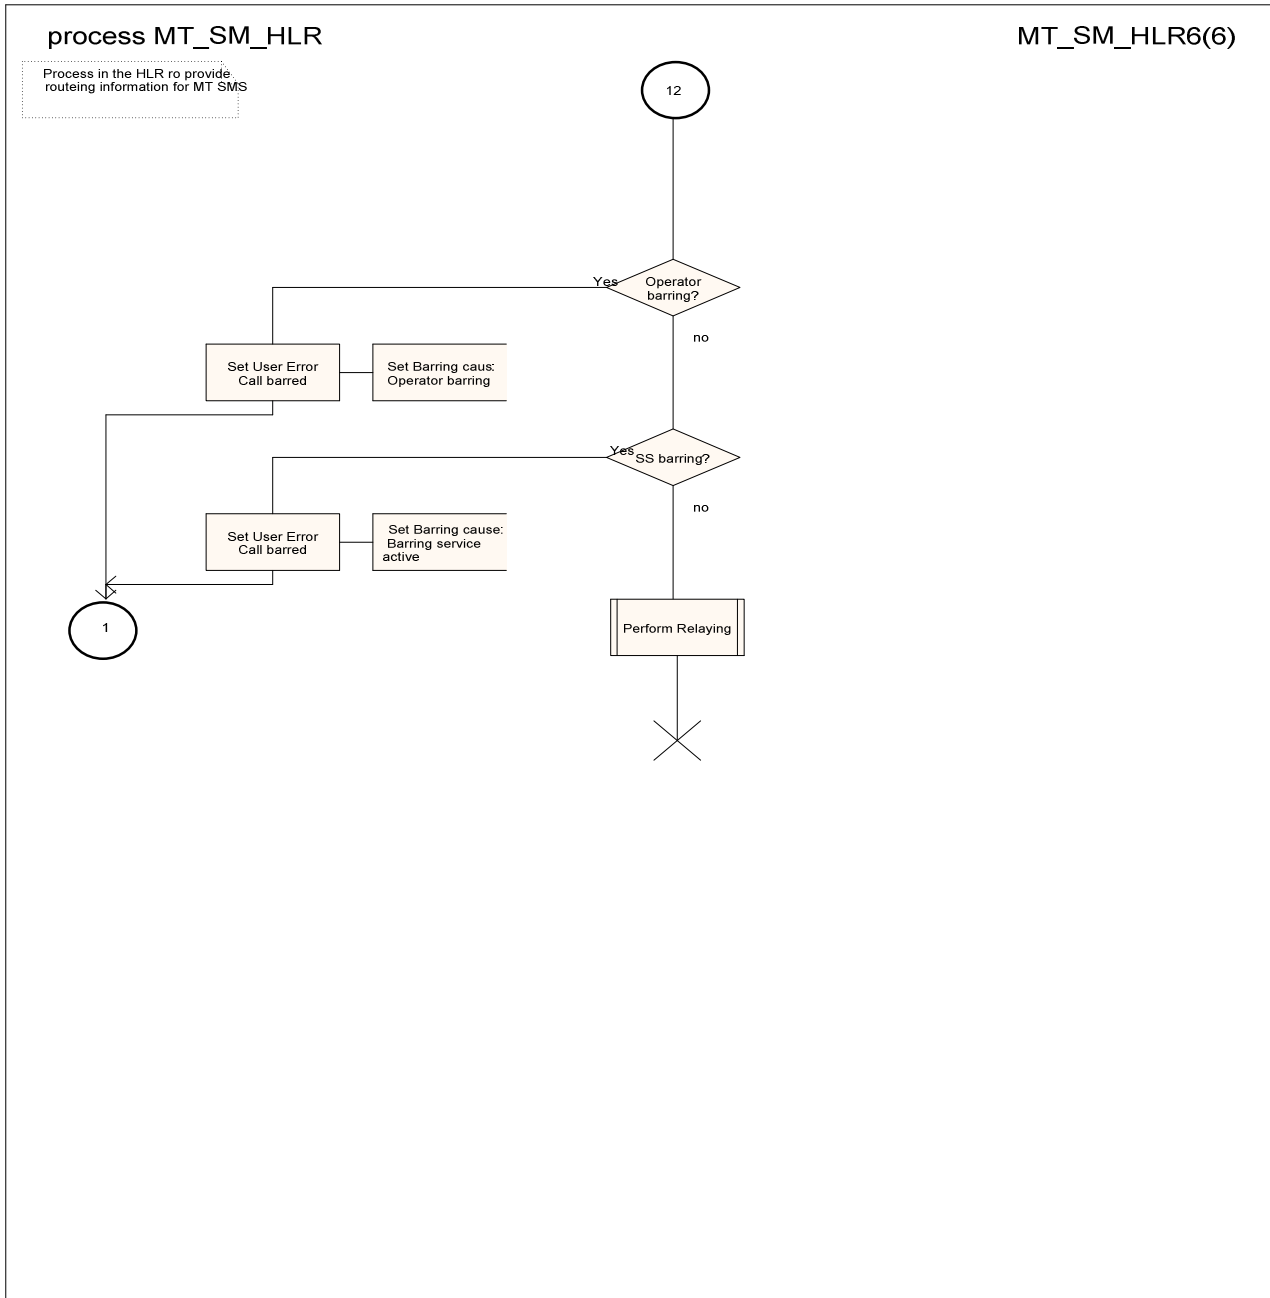 process MT_SM_HLR
MT_SM_HLR6(6)
Process in the HLR ro provide
routeing information for MT SMS
12
Yes
Operator
barring?
no
Set User Error
Call barred
Set Barring caus:
Operator barring
Yes
SS barring?
no
Set User Error
Call barred
Set Barring cause:
Barring service
active
1
Perform Relaying